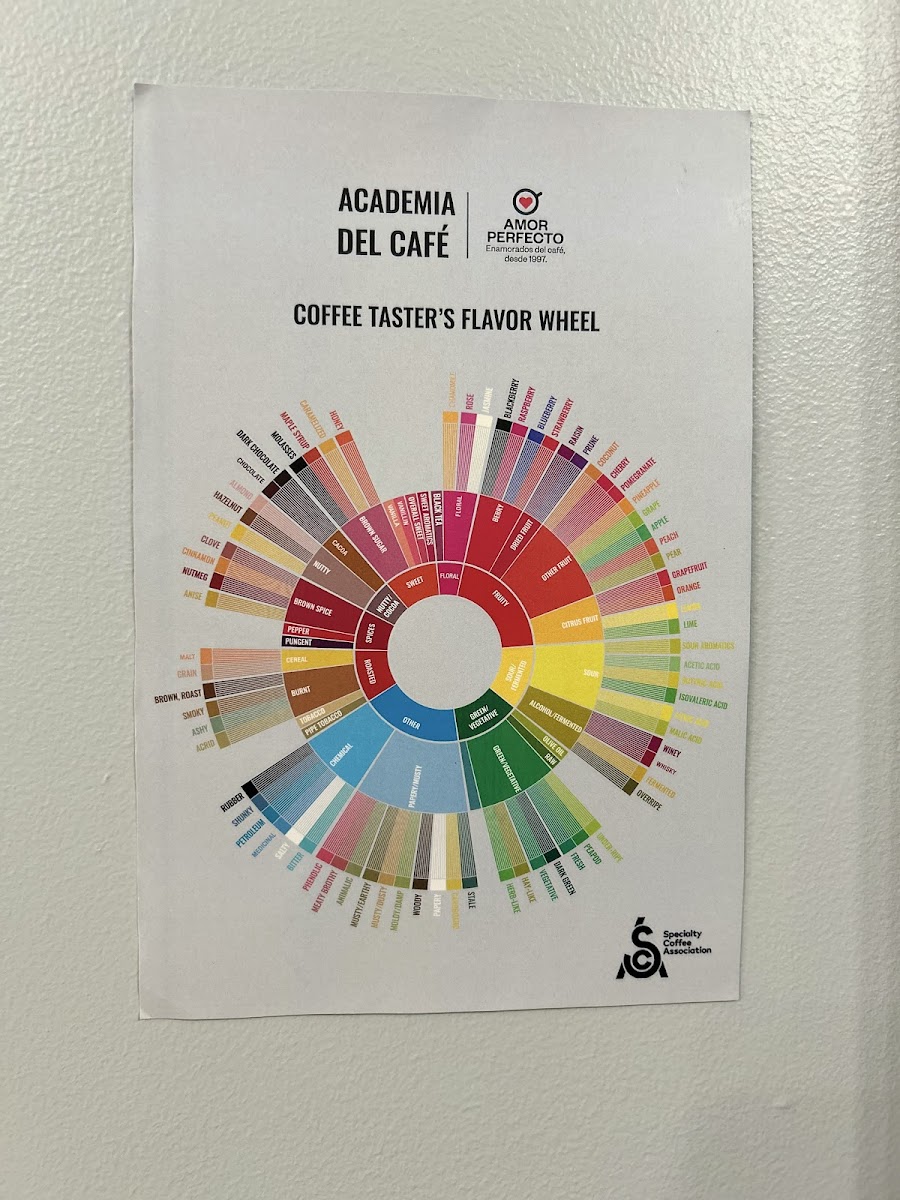 ACADEMIA
DEL CAFÉ
AMOR
PERFECTO
Enamorados del café,
desde 1997.
COFFEE TASTER'S FLAVOR WHEEL
ROSE
JASMINE
BLACKBERRY
RASPBERRY
BLUEBERRY
STRAWBERRY
RAISIN
PRUNE
COCONUT
CHERRY
POMEGRANATE
PINEAPPLE
GRAPE
APPLE
PEACH
PEAR
GRAPEFRUIT
ORANGE
LIME
SOUR AROMATICS
ACETIC ACID
ISOVALERIC ACID
MALIC ACID
WINEY
WHISKY
FERMENTED
OVERRIPE
UNDER-RIPE
PEAPOD
FRESH
DARK GREEN
VEGETATIVE
HAY-LIKE
HERB-LIKE
STALE
PAPERY
WOODY
MOLDY/DAMP
MUSTY/DUSTY
MUSTY/EARTHY
ANIMALIC
MEATY BROTHY
PHENOLIC
BITTER
SALTY
MEDICINAL
PETROLEUM
SKUNKY
RUBBER
ACRID
ASHY
SMOKY
BROWN, ROAST
GRAIN
MALT
ANISE
NUTMEG
CINNAMON
CLOVE
PEANUT
HAZELNUT
ALMOND
CHOCOLATE
DARK CHOCOLATE
MOLASSES
MAPLE SYRUP
CARAMELIZED
HONEY
FLORAL
BERRY
DRIED FRUIT
OTHER FRUIT
CITRUS FRUIT
SOUR
ALCOHOL/FERMENTED
OLIVE OIL
RAW
GREEN/VEGETATIVE
PAPERY/MUSTY
CHEMICAL
PIPE TOBACCO
TOBACCO
BURNT
CEREAL
PUNGENT
PEPPER
BROWN SPICE
NUTTY
CACOA
BROWN SUGAR
VANILLA
VANILLIN
OVERALL SWEET
SWEET AROMATICS
BLACK TEA
FLORAL
FRUITY
SOUR/
FERMENTED
GREEN/
VEGETATIVE
OTHER
ROASTED
SPICES
NUTTY/
COCOA
SWEET
Specialty
Coffee
Association